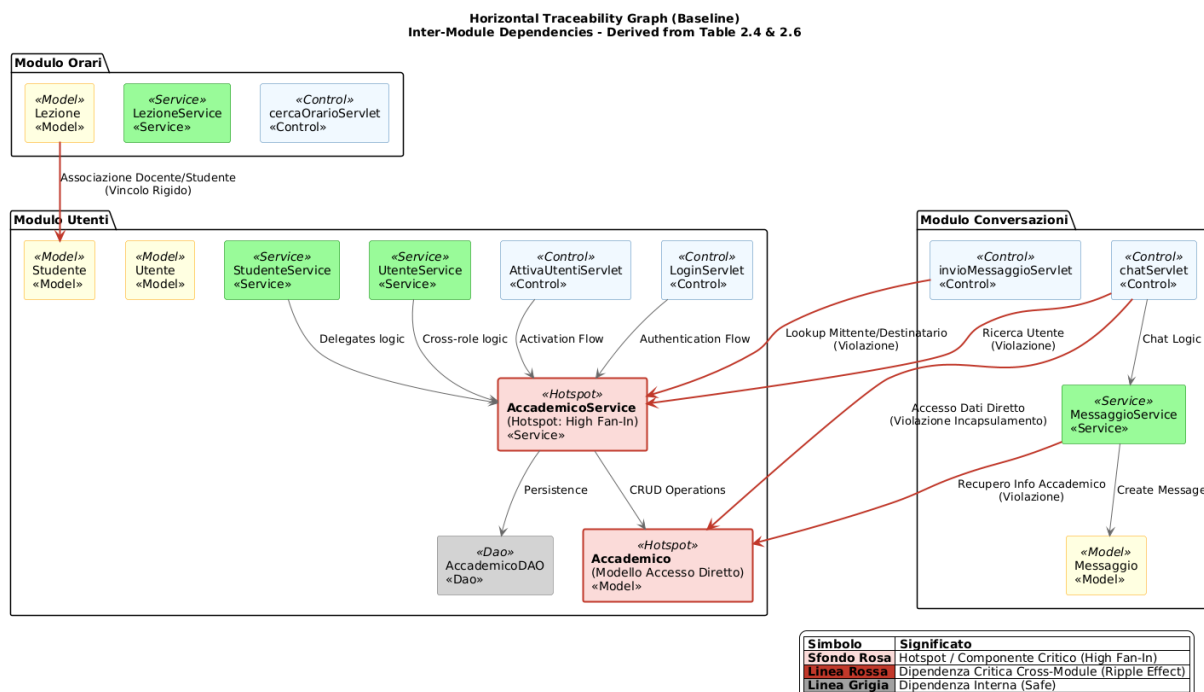 Horizontal Traceability Graph (Baseline)
Inter-Module Dependencies - Derived from Table 2.4 & 2.6
Modulo Orari
«Model»
Lezione
«Model»
«Service»
LezioneService
«Service»
«Control»
cercaOrarioServlet
«Control»
Associazione Docente/Studente
(Vincolo Rigido)
Modulo Utenti
«Model»
Studente
«Model»
«Model»
Utente
«Model»
«Service»
StudenteService
«Service»
«Service»
UtenteService
«Service»
«Control»
AttivaUtentiServlet
«Control»
«Control»
LoginServlet
«Control»
Modulo Conversazioni
«Control»
invioMessaggioServlet
«Control»
«Control»
chatServlet
«Control»
Delegates logic
Cross-role logic
Activation Flow
Authentication Flow
Lookup Mittente/Destinatario
(Violazione)
Ricerca Utente
(Violazione)
Chat Logic
«Hotspot»
AccademicoService
(Hotspot: High Fan-In)
«Service»
Accesso Dati Diretto
(Violazione Incapsulamento)
«Service»
MessaggioService
«Service»
Persistence
CRUD Operations
Recupero Info Accademico
(Violazione)
Create Message
«Dao»
AccademicoDAO
«Dao»
«Hotspot»
Accademico
(Modello Accesso Diretto)
«Model»
«Model»
Messaggio
«Model»
Simbolo Significato
Sfondo Rosa Hotspot / Componente Critico (High Fan-In)
Linea Rossa Dipendenza Critica Cross-Module (Ripple Effect)
Linea Grigia Dipendenza Interna (Safe)